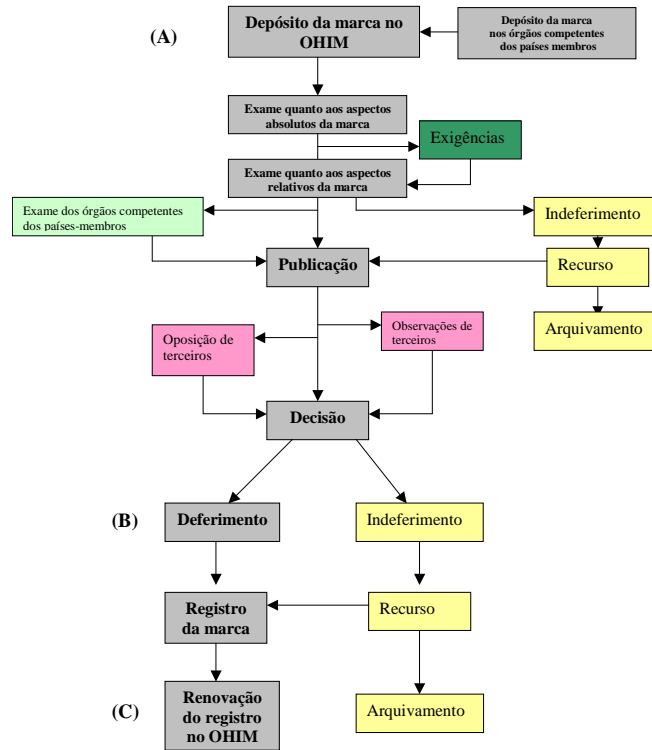 (A)
Depósito da marca no
OHIM
Depósito da marca
nos órgãos competentes
dos países membros
Exame quanto aos aspectos
absolutos da marca
Exigências
Exame quanto aos aspectos
relativos da marca
Exame dos órgãos competentes
dos países-membros
Indeferimento
Publicação
Recurso
Arquivamento
Oposição de
terceiros
Observações de
terceiros
Decisão
(B)
Deferimento
Indeferimento
Registro
da marca
Recurso
(C)
Renovação
do registro
no OHIM
Arquivamento